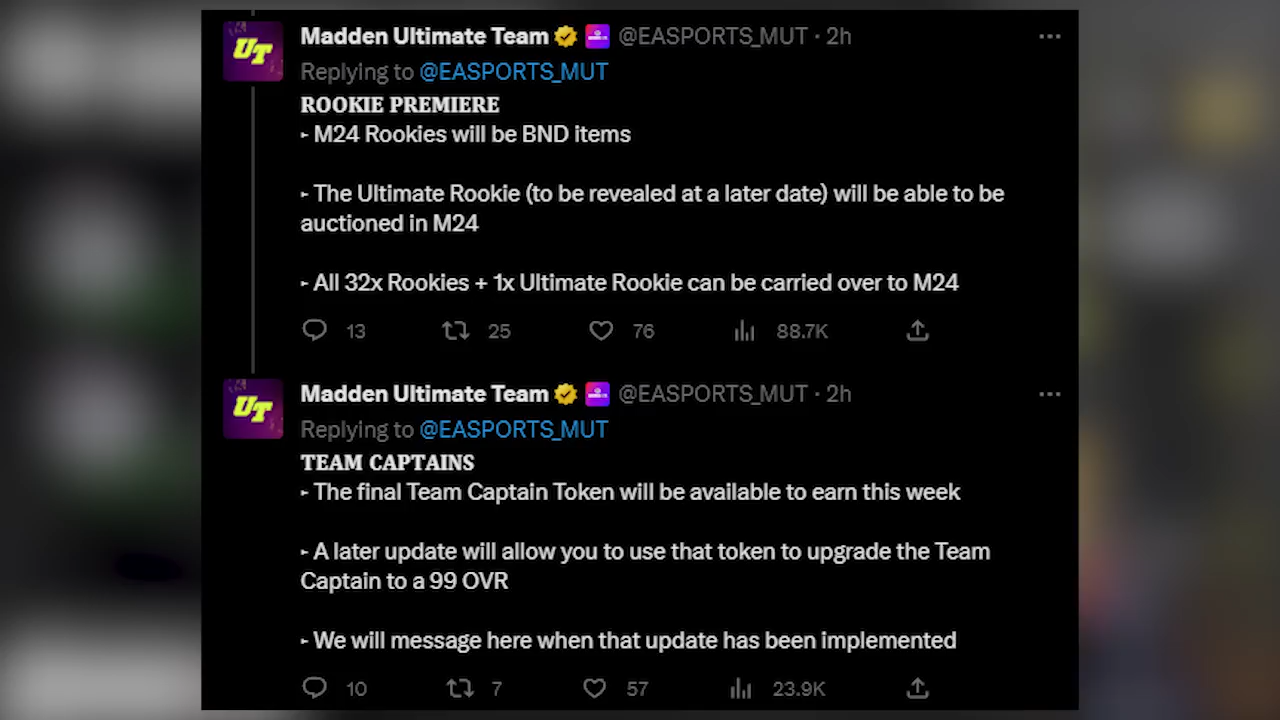 Madden Ultimate Team @EASPORTS_MUT · 2h
UT
Replying to @EASPORTS_MUT
ROOKIE PREMIERE
‣ M24 Rookies will be BND items
‣ The Ultimate Rookie (to be revealed at a later date) will be able to be
auctioned in M24
‣ All 32x Rookies + 1x Ultimate Rookie can be carried over to M24
13 25 76 88.7K
Madden Ultimate Team @EASPORTS_MUT · 2h
UT
Replying to @EASPORTS_MUT
TEAM CAPTAINS
‣ The final Team Captain Token will be available to earn this week
‣ A later update will allow you to use that token to upgrade the Team
Captain to a 99 OVR
‣ We will message here when that update has been implemented
10 7 57 23.9K